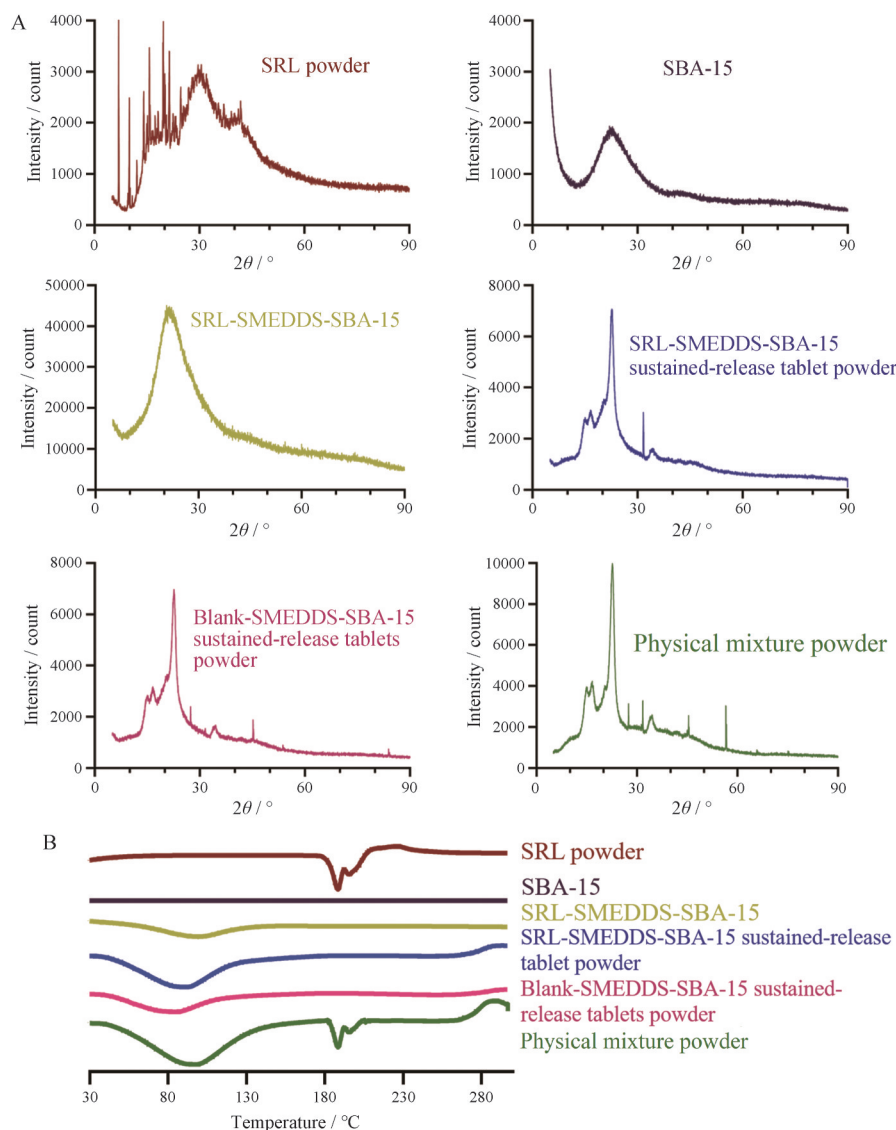 A
4000
3000
2000
1000
0
Intensity / count
SRL powder
0 30 60 90
2θ / °
4000
3000
2000
1000
0
Intensity / count
SBA-15
0 30 60 90
2θ / °
50000
40000
30000
20000
10000
0
Intensity / count
SRL-SMEDDS-SBA-15
0 30 60 90
2θ / °
8000
6000
4000
2000
0
Intensity / count
SRL-SMEDDS-SBA-15
sustained-release tablet powder
0 30 60 90
2θ / °
8000
6000
4000
2000
0
Intensity / count
Blank-SMEDDS-SBA-15
sustained-release tablets
powder
0 30 60 90
2θ / °
10000
8000
6000
4000
2000
0
Intensity / count
Physical mixture powder
0 30 60 90
2θ / °
B
SRL powder
SBA-15
SRL-SMEDDS-SBA-15
SRL-SMEDDS-SBA-15 sustained-release
tablet powder
Blank-SMEDDS-SBA-15 sustained-
release tablets powder
Physical mixture powder
30 80 130 180 230 280
Temperature / °C